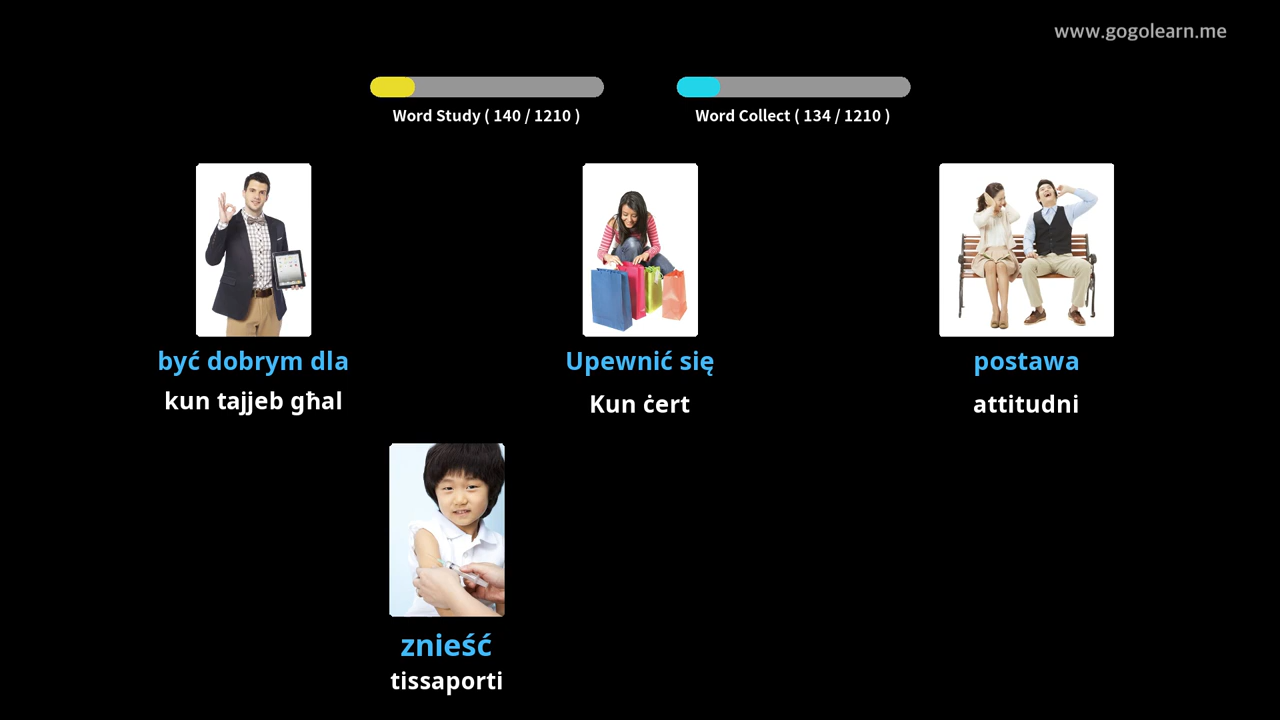 www.gogolearn.me
Word Study ( 140 / 1210 )
Word Collect ( 134 / 1210 )
być dobrym dla
kun tajjeb għal
Upewnić się
Kun ċert
postawa
attitudni
znieść
tissaporti